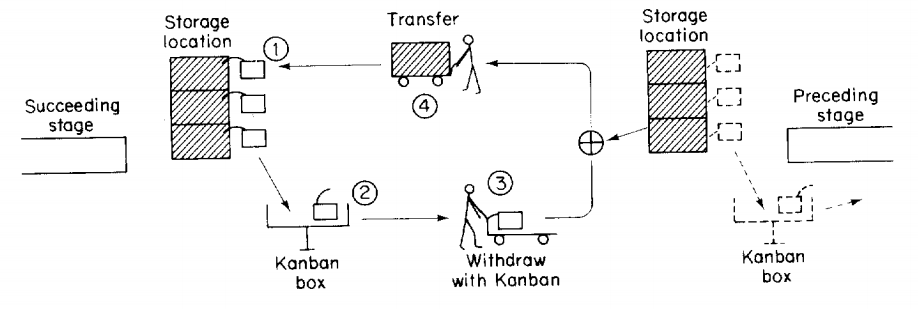 Storage
location
①
Transfer
④
Storage
location
Succeeding
stage
Preceding
stage
②
③
Kanban
box
Withdraw
with Kanban
Kanban
box